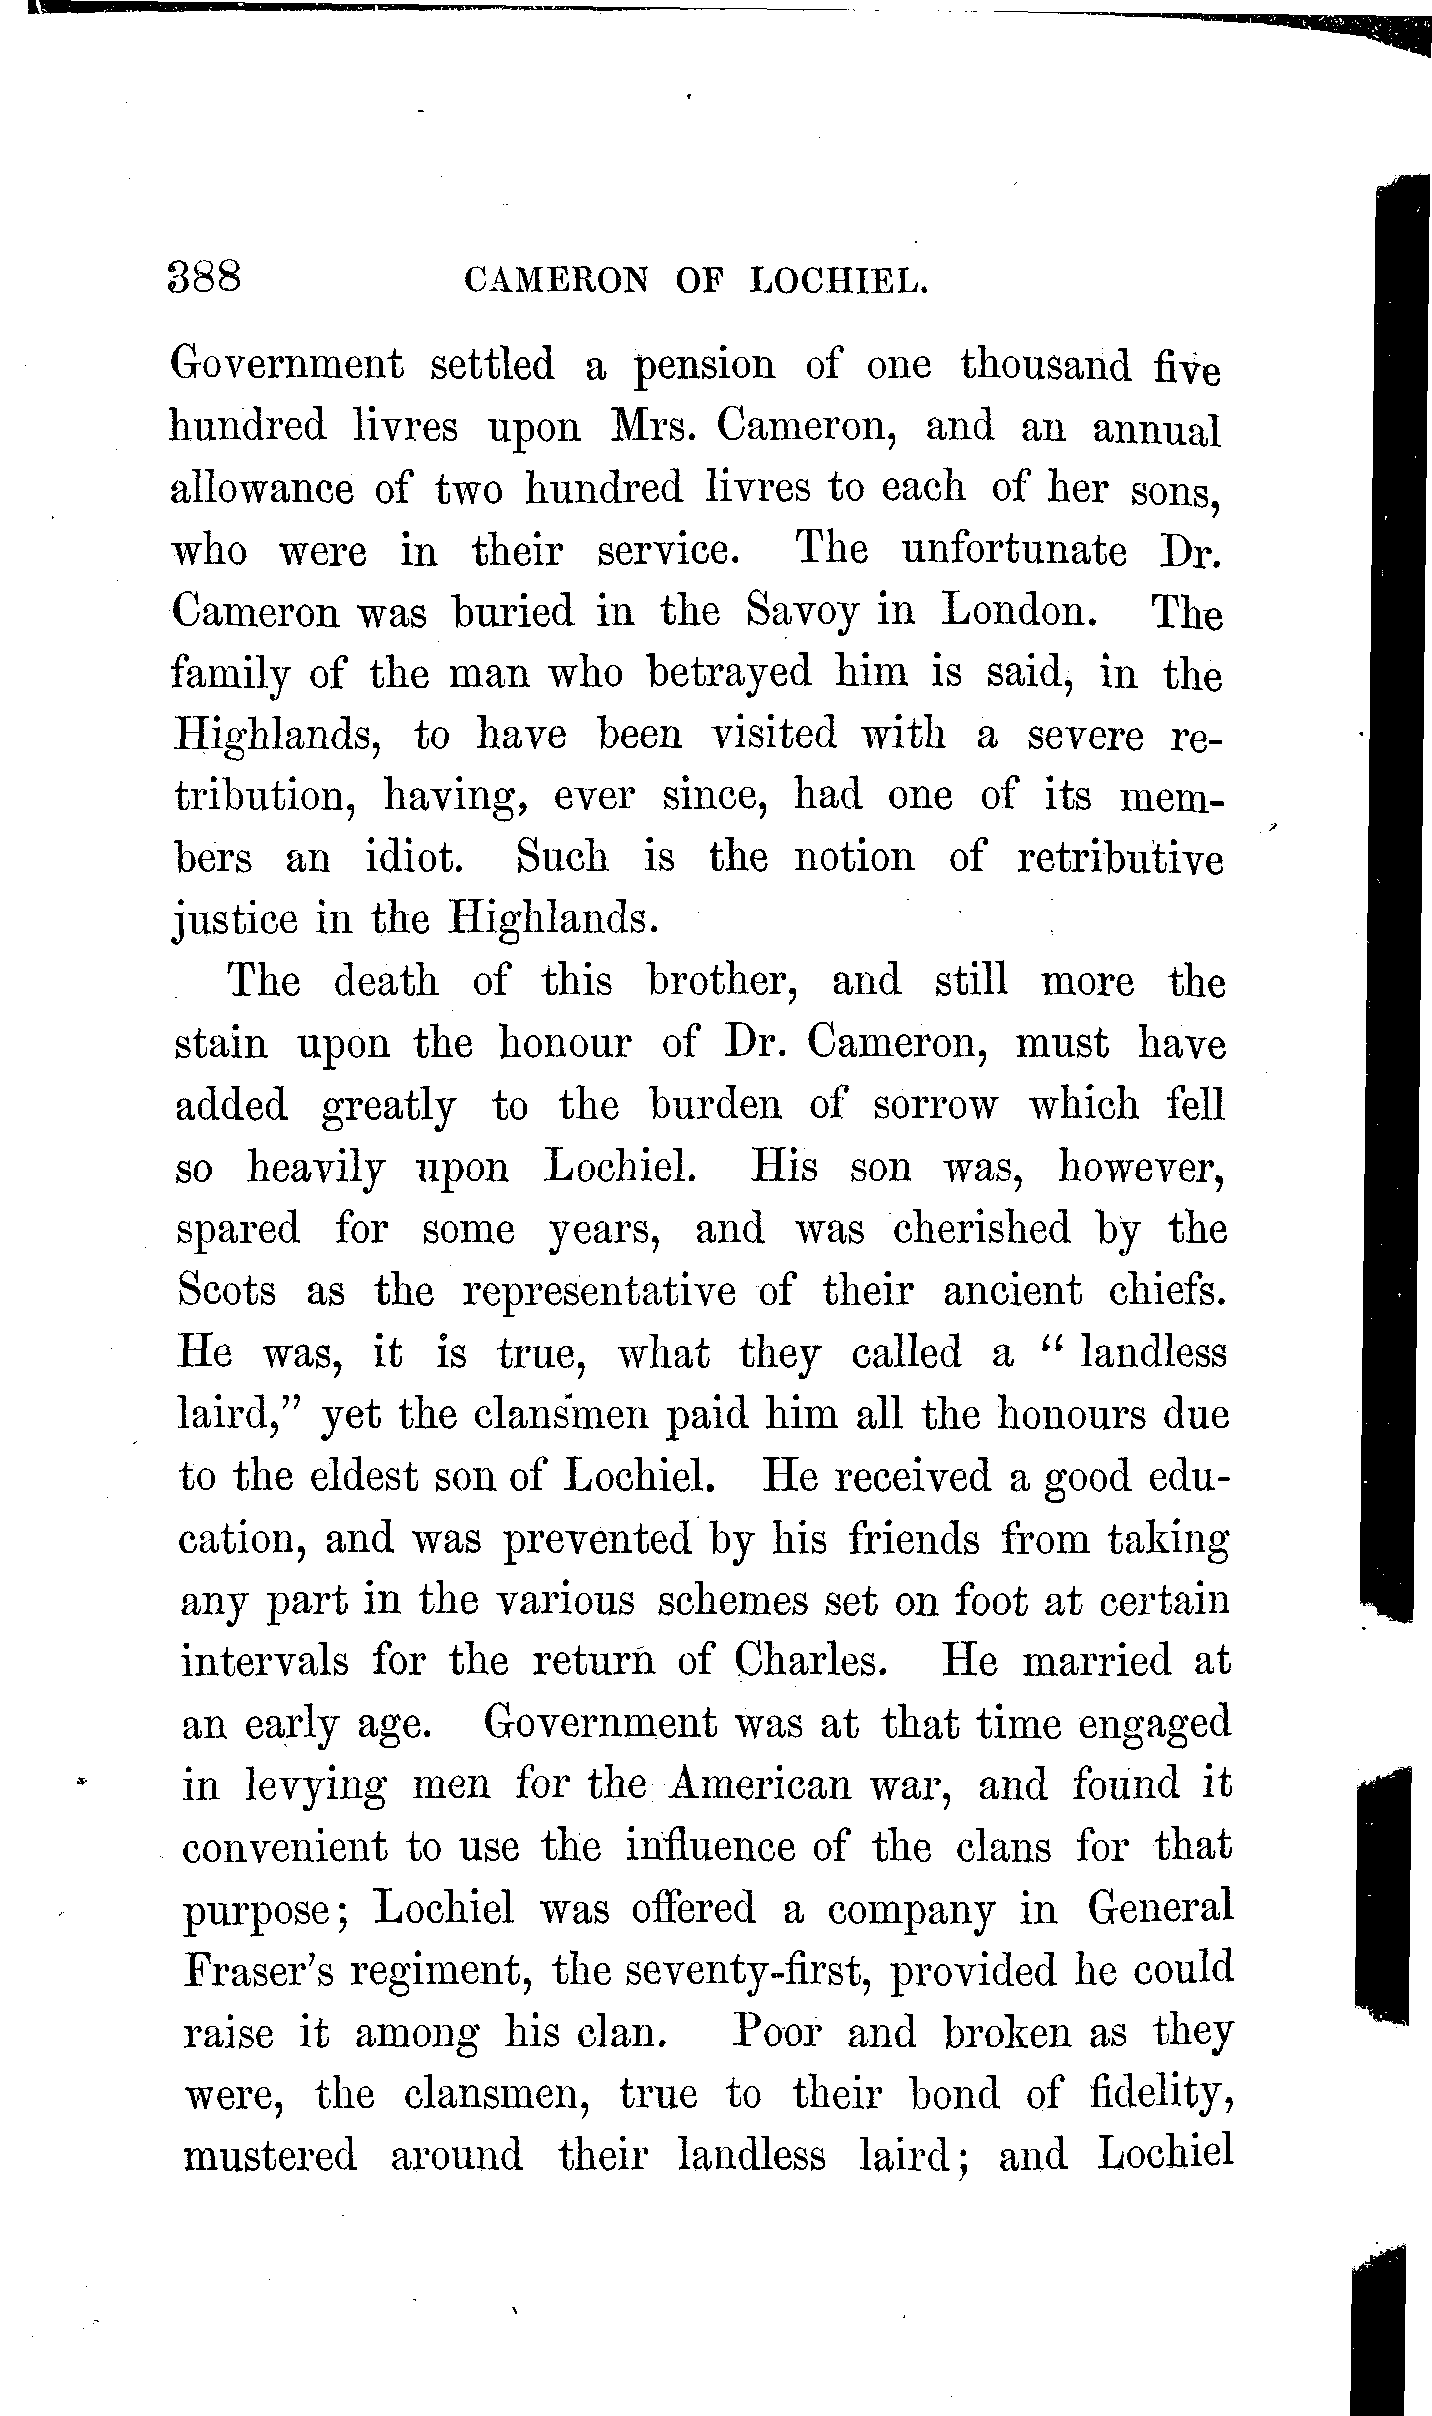 388 CAMERON OF LOCHIEL.
Government settled a pension of one thousand five
hundred livres upon Mrs. Cameron, and an annual
allowance of two hundred livres to each of her sons,
who were in their service. The unfortunate Dr.
Cameron was buried in the Savoy in London. The
family of the man who betrayed him is said, in the
Highlands, to have been visited with a severe re-
tribution, having, ever since, had one of its mem-
bers an idiot. Such is the notion of retributive
justice in the Highlands.
The death of this brother, and still more the
stain upon the honour of Dr. Cameron, must have
added greatly to the burden of sorrow which fell
so heavily upon Lochiel. His son was, however,
spared for some years, and was cherished by the
Scots as the representative of their ancient chiefs.
He was, it is true, what they called a “ landless
laird,” yet the clansmen paid him all the honours due
to the eldest son of Lochiel. He received a good edu-
cation, and was prevented by his friends from taking
any part in the various schemes set on foot at certain
intervals for the return of Charles. He married at
an early age. Government was at that time engaged
in levying men for the American war, and found it
convenient to use the influence of the clans for that
purpose; Lochiel was offered a company in General
Fraser's regiment, the seventy-first, provided he could
raise it among his clan. Poor and broken as they
were, the clansmen, true to their bond of fidelity,
mustered around their landless laird; and Lochiel